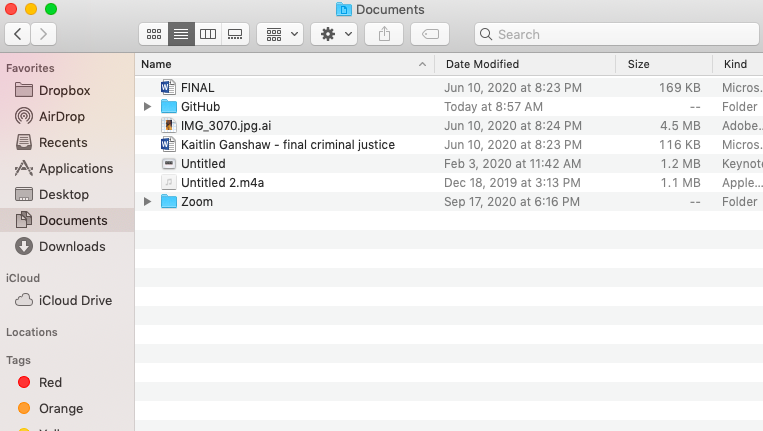 Documents
Search
Favorites
Dropbox
AirDrop
Recents
Applications
Desktop
Documents
Downloads
iCloud
iCloud Drive
Locations
Tags
Red
Orange
Name Date Modified Size Kind
FINAL Jun 10, 2020 at 8:23 PM 169 KB Micros.
GitHub Today at 8:57 AM -- Folder
IMG_3070.jpg.ai Jun 10, 2020 at 8:24 PM 4.5 MB Adobe..
Kaitlin Ganshaw - final criminal justice Jun 10, 2020 at 8:23 PM 116 KB Micros.
Untitled Feb 3, 2020 at 11:42 AM 1.2 MB Keynote
Untitled 2.m4a Dec 18, 2019 at 3:13 PM 1.1 MB Apple...
Zoom Sep 17, 2020 at 6:16 PM -- Folder